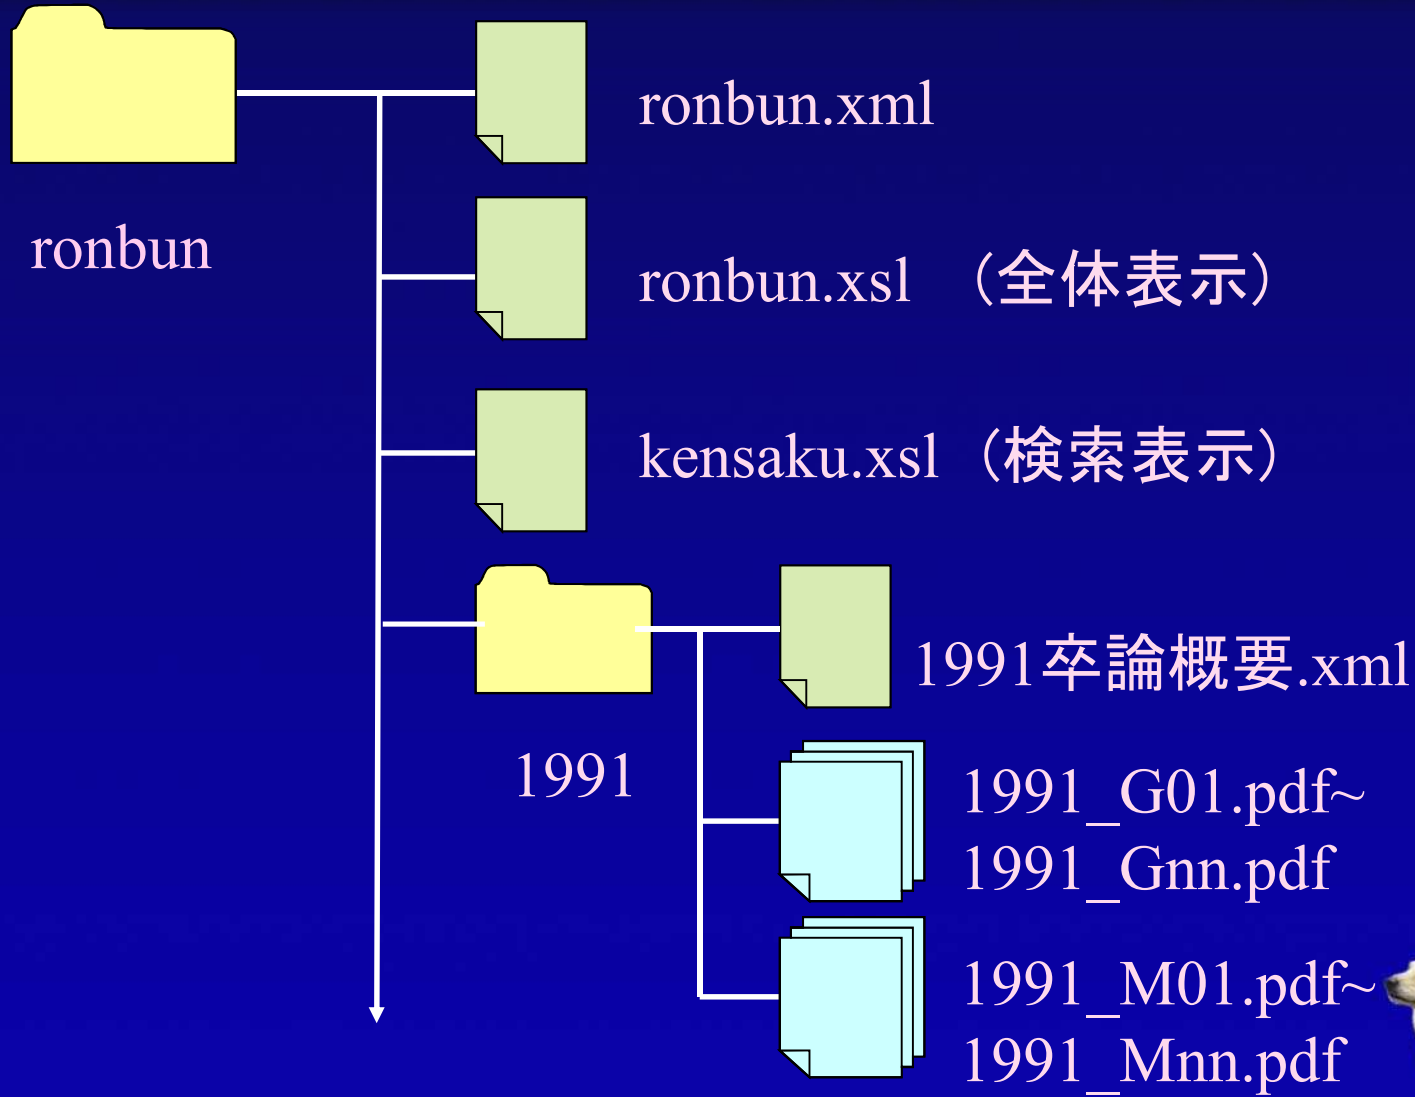 ronbun.xml
ronbun
ronbun.xsl （全体表示）
kensaku.xsl （検索表示）
1991卒論概要.xml
1991
1991_G01.pdf~
1991_Gnn.pdf
1991_M01.pdf~
1991_Mnn.pdf